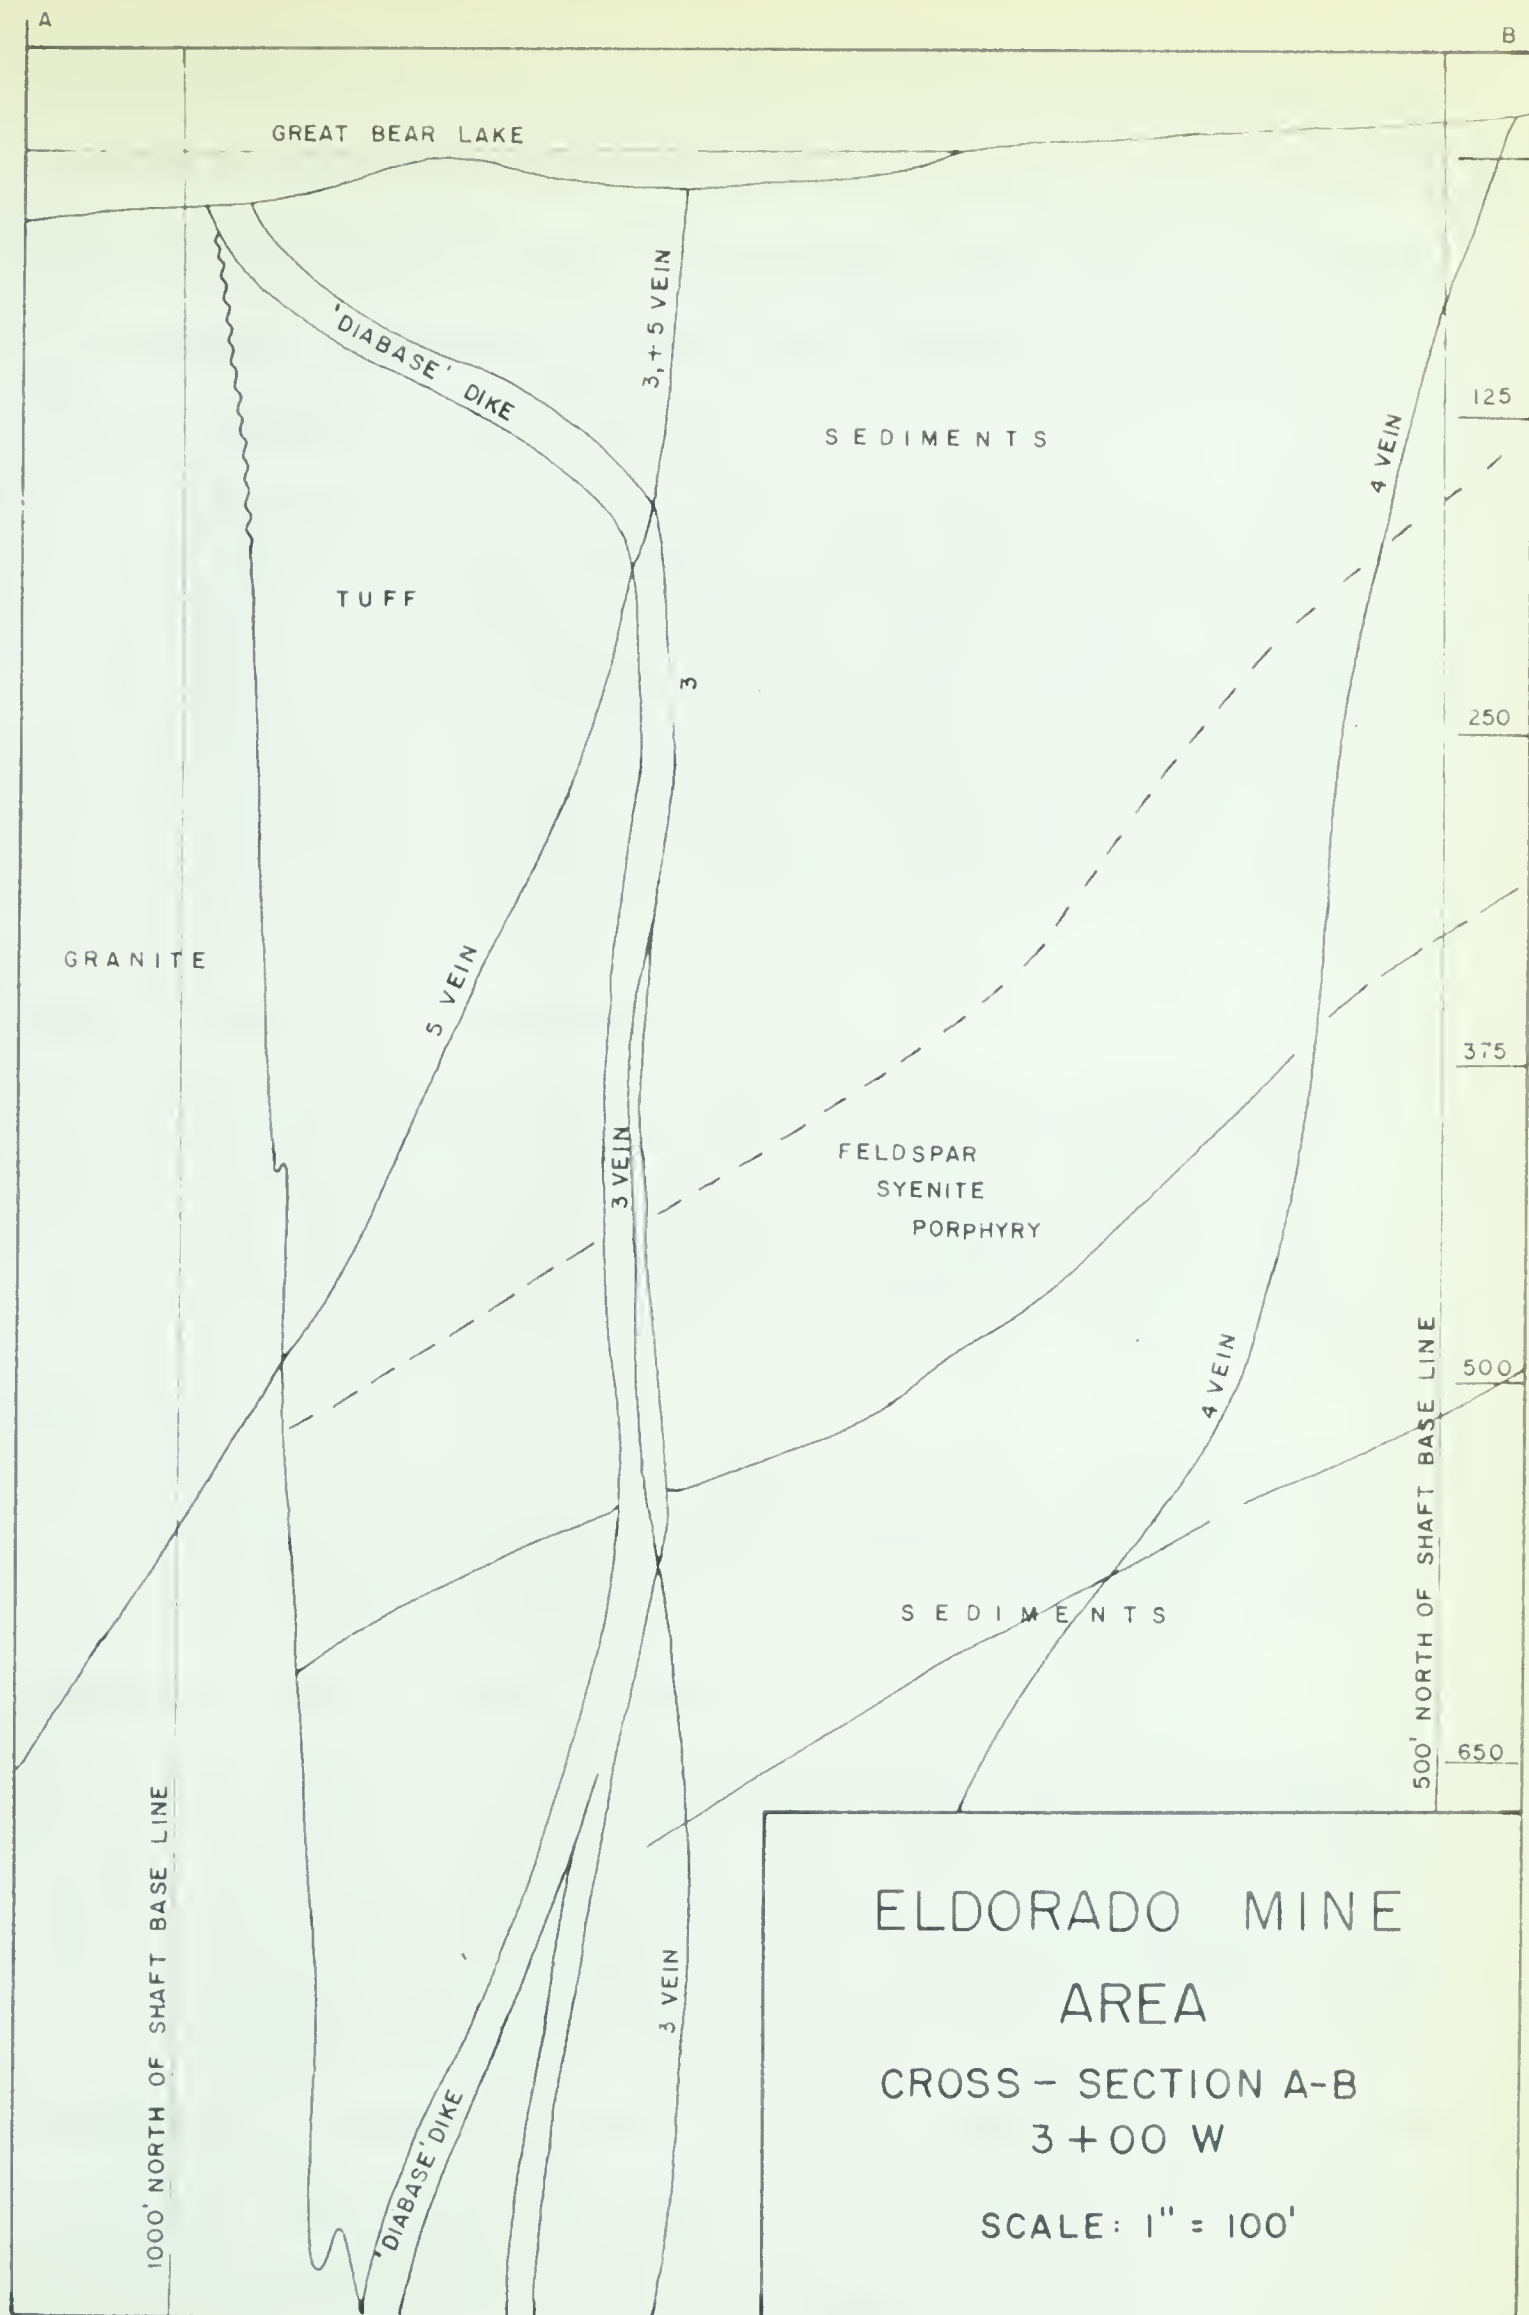 A
B
GREAT BEAR LAKE
3, + 5 VEIN
'DIABASE' DIKE
125
SEDIMENTS
4 VEIN
TUFF
3
250
GRANITE
5 VEIN
375
3 VEIN
FELDSPAR
SYENITE
PORPHYRY
500
4 VEIN
500' NORTH OF SHAFT BASE LINE
SEDIMENTS
650
1000' NORTH OF SHAFT BASE LINE
3 VEIN
'DIABASE' DIKE
ELDORADO MINE
AREA
CROSS - SECTION A-B
3 + 00 W
SCALE: 1" = 100'